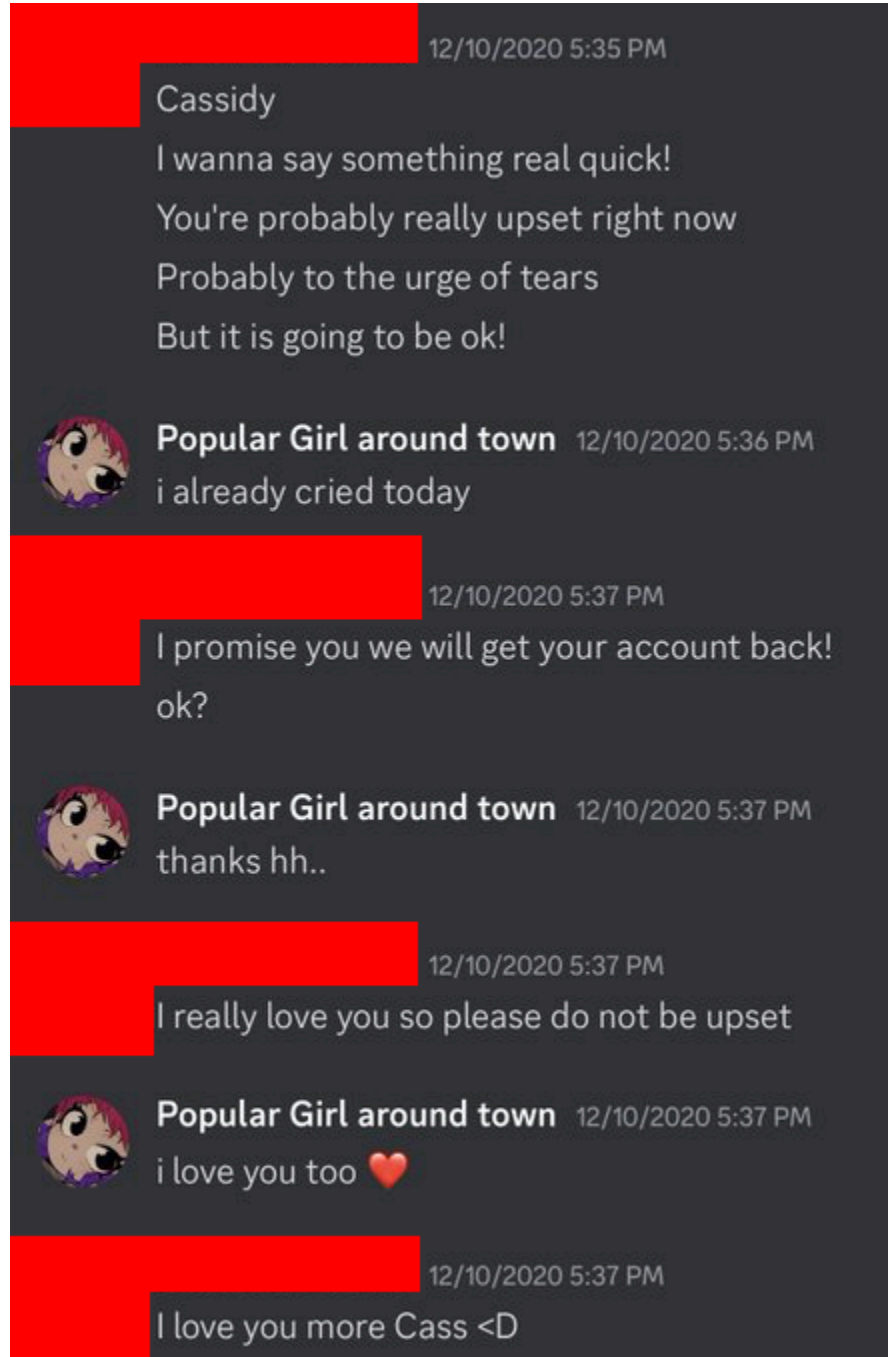 12/10/2020 5:35 PM
Cassidy
I wanna say something real quick!
You're probably really upset right now
Probably to the urge of tears
But it is going to be ok!
Popular Girl around town 12/10/2020 5:36 PM
i already cried today
12/10/2020 5:37 PM
I promise you we will get your account back!
ok?
Popular Girl around town 12/10/2020 5:37 PM
thanks hh..
12/10/2020 5:37 PM
I really love you so please do not be upset
Popular Girl around town 12/10/2020 5:37 PM
i love you too ❤️
12/10/2020 5:37 PM
I love you more Cass <D